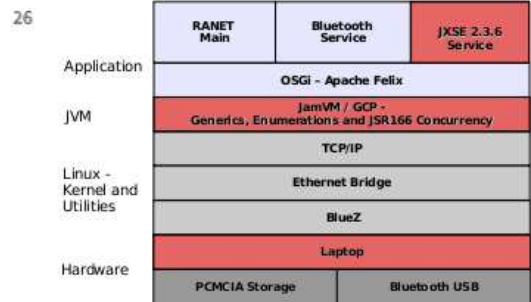 26
RANET
Main
Bluetooth
Service
JXSE 2.3.6
Service
Application
OSGi - Apache Felix
JVM
JamVM / GCP -
Generics, Enumerations and JSR166 Concurrency
TCP/IP
Linux -
Kernel and
Utilities
Ethernet Bridge
BlueZ
Laptop
Hardware
PCMCIA Storage
Bluetooth USB